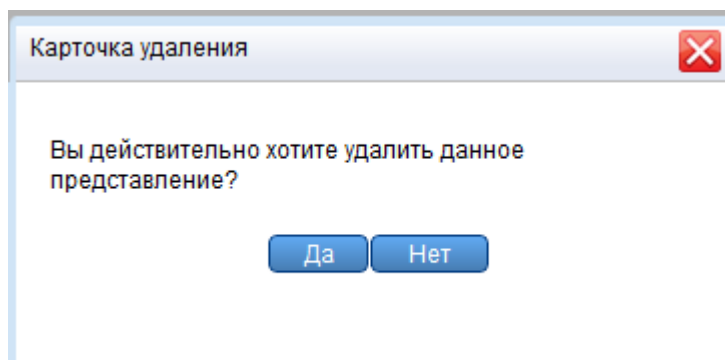 Карточка удаления
Вы действительно хотите удалить данное
представление?
Да Нет